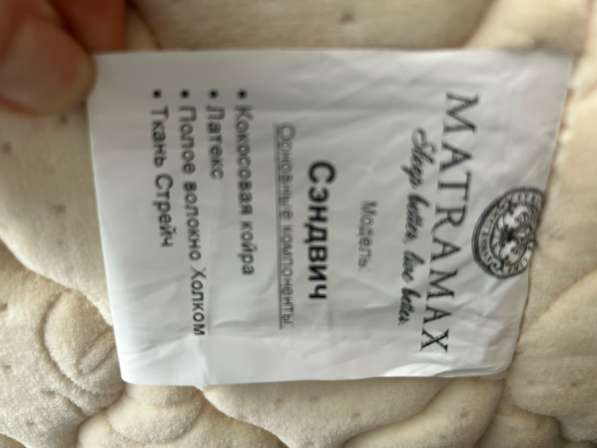 MATRAMAX
Sleep better, live better.
Модель:
Сэндвич
Основные компоненты:
• Кокосовая койра
• Латекс
• Полое волокно Холком
• Ткань Стрейч